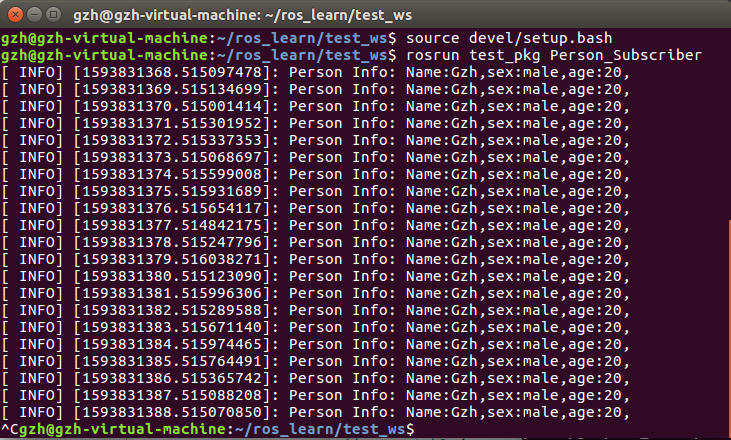 gzh@gzh-virtual-machine: ~/ros_learn/test_ws
gzh@gzh-virtual-machine:~/ros_learn/test_ws$ source devel/setup.bash
gzh@gzh-virtual-machine:~/ros_learn/test_ws$ rosrun test_pkg Person_Subscriber
[ INFO] [1593831368.515097478]: Person Info: Name:Gzh,sex:male,age:20,
[ INFO] [1593831369.515134699]: Person Info: Name:Gzh,sex:male,age:20,
[ INFO] [1593831370.515001414]: Person Info: Name:Gzh,sex:male,age:20,
[ INFO] [1593831371.515301952]: Person Info: Name:Gzh,sex:male,age:20,
[ INFO] [1593831372.515337353]: Person Info: Name:Gzh,sex:male,age:20,
[ INFO] [1593831373.515068697]: Person Info: Name:Gzh,sex:male,age:20,
[ INFO] [1593831374.515599008]: Person Info: Name:Gzh,sex:male,age:20,
[ INFO] [1593831375.515931689]: Person Info: Name:Gzh,sex:male,age:20,
[ INFO] [1593831376.515654117]: Person Info: Name:Gzh,sex:male,age:20,
[ INFO] [1593831377.514842175]: Person Info: Name:Gzh,sex:male,age:20,
[ INFO] [1593831378.515247796]: Person Info: Name:Gzh,sex:male,age:20,
[ INFO] [1593831379.516038271]: Person Info: Name:Gzh,sex:male,age:20,
[ INFO] [1593831380.515123090]: Person Info: Name:Gzh,sex:male,age:20,
[ INFO] [1593831381.515996306]: Person Info: Name:Gzh,sex:male,age:20,
[ INFO] [1593831382.515289588]: Person Info: Name:Gzh,sex:male,age:20,
[ INFO] [1593831383.515671140]: Person Info: Name:Gzh,sex:male,age:20,
[ INFO] [1593831384.515974465]: Person Info: Name:Gzh,sex:male,age:20,
[ INFO] [1593831385.515764491]: Person Info: Name:Gzh,sex:male,age:20,
[ INFO] [1593831386.515365742]: Person Info: Name:Gzh,sex:male,age:20,
[ INFO] [1593831387.515088208]: Person Info: Name:Gzh,sex:male,age:20,
[ INFO] [1593831388.515070850]: Person Info: Name:Gzh,sex:male,age:20,
^Cgzh@gzh-virtual-machine:~/ros_learn/test_ws$